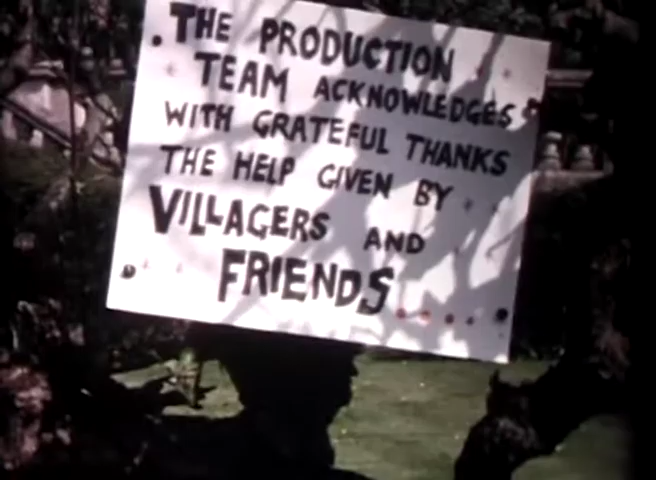 THE PRODUCTION
TEAM ACKNOWLEDGES
WITH GRATEFUL THANKS
THE HELP GIVEN BY
VILLAGERS AND
FRIENDS........